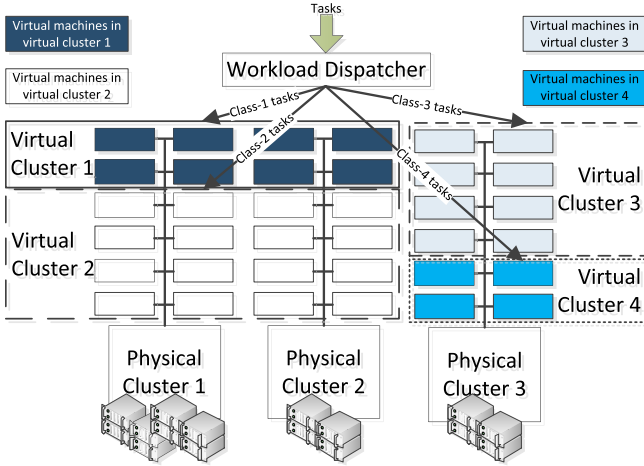 Tasks
Virtual machines in
virtual cluster 1
Virtual machines in
virtual cluster 3
Workload Dispatcher
Virtual machines in
virtual cluster 2
Virtual machines in
virtual cluster 4
Class-1 tasks
Class-3 tasks
Class-2 tasks
Class-4 tasks
Virtual
Cluster 1
Virtual
Cluster 3
Virtual
Cluster 2
Virtual
Cluster 4
Physical
Cluster 1
Physical
Cluster 2
Physical
Cluster 3